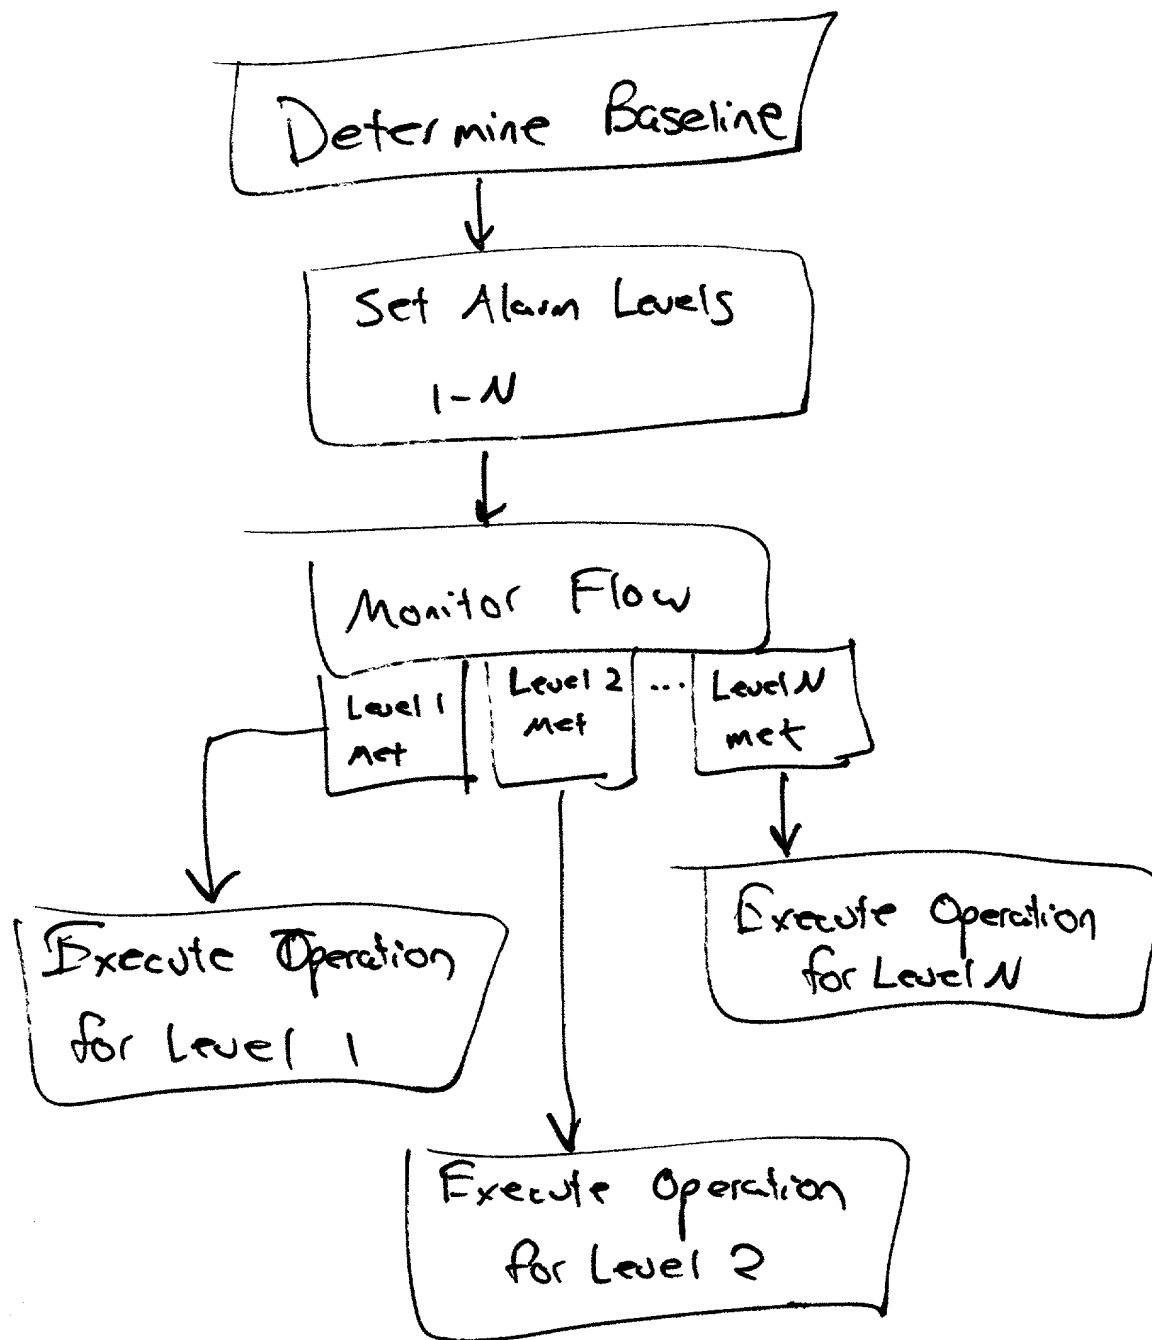 Determine Baseline
Set Alarm Levels
1-N
Monitor Flow
Level 1
Met
Level 2
Met
...
Level N
met
Execute Operation
for Level 1
Execute Operation
for Level N
Execute Operation
for Level 2